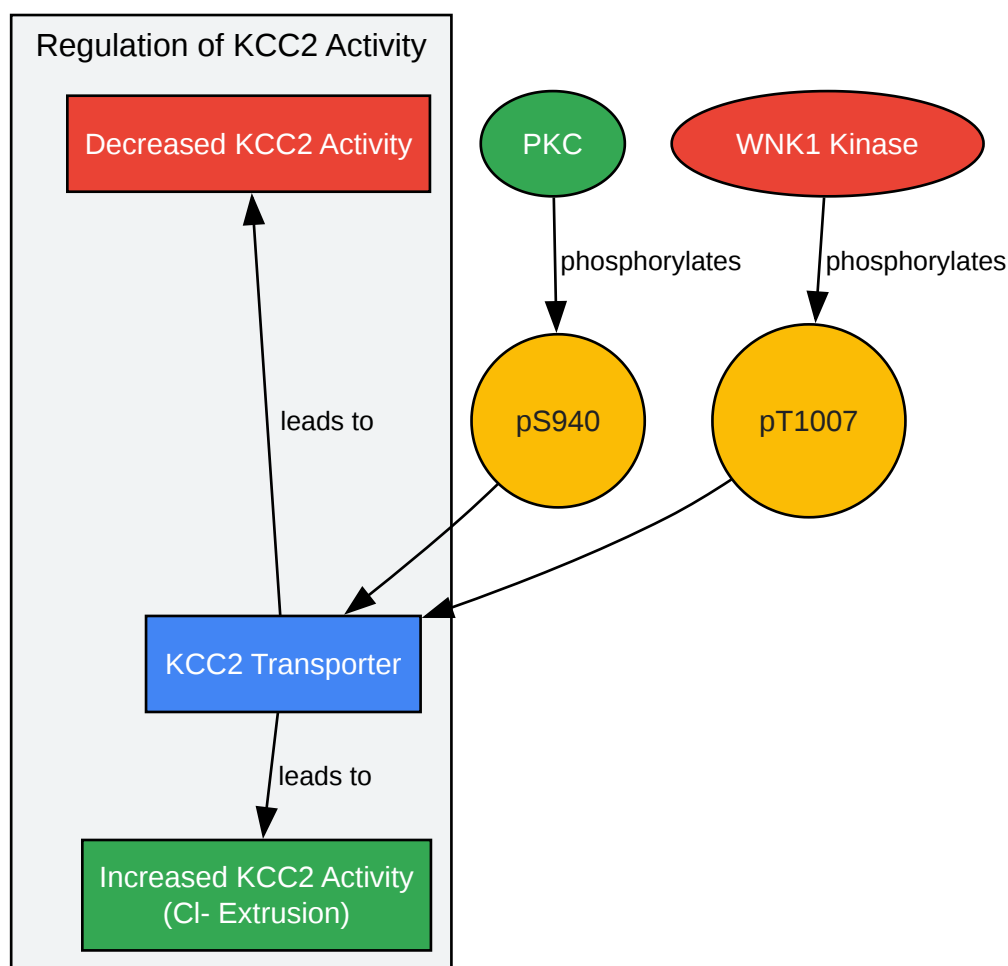 Regulation of KCC2 Activity
Decreased KCC2 Activity
PKC
WNK1 Kinase
phosphorylates
phosphorylates
leads to
pS940
pT1007
KCC2 Transporter
leads to
Increased KCC2 Activity
(Cl- Extrusion)